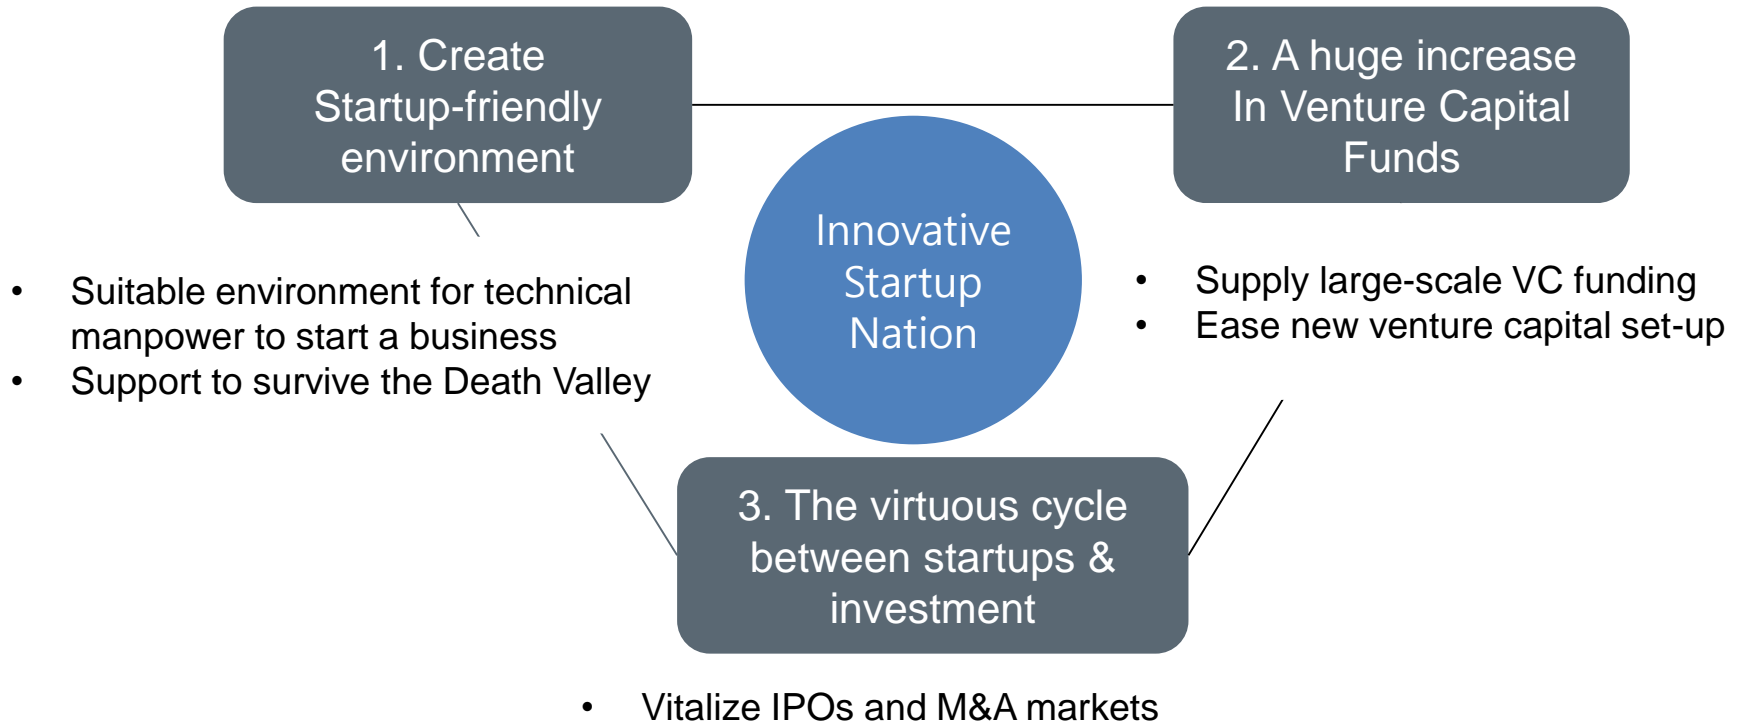 1. Create
Startup-friendly
environment
2. A huge increase
In Venture Capital
Funds
Innovative
Startup
Nation
• Suitable environment for technical
manpower to start a business
• Support to survive the Death Valley
• Supply large-scale VC funding
• Ease new venture capital set-up
3. The virtuous cycle
between startups &
investment
• Vitalize IPOs and M&A markets